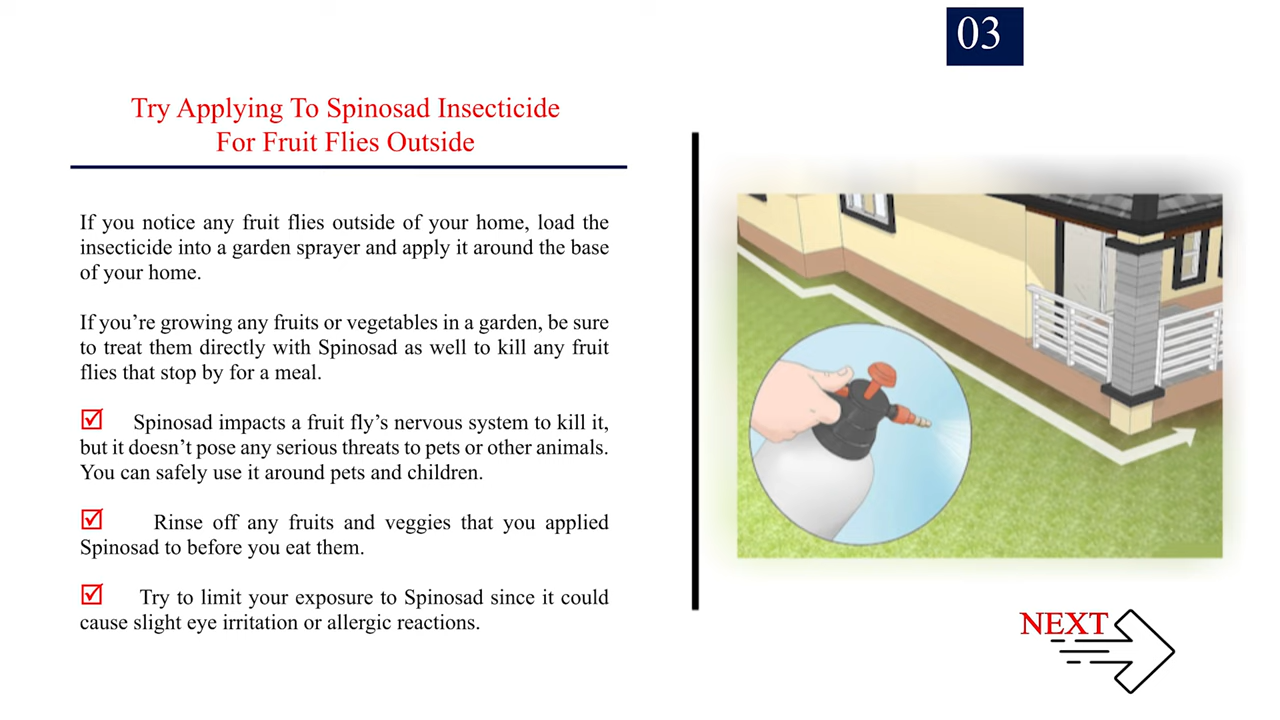 03
Try Applying To Spinosad Insecticide
For Fruit Flies Outside
If you notice any fruit flies outside of your home, load the
insecticide into a garden sprayer and apply it around the base
of your home.
If you’re growing any fruits or vegetables in a garden, be sure
to treat them directly with Spinosad as well to kill any fruit
flies that stop by for a meal.
Spinosad impacts a fruit fly’s nervous system to kill it,
but it doesn’t pose any serious threats to pets or other animals.
You can safely use it around pets and children.
Rinse off any fruits and veggies that you applied
Spinosad to before you eat them.
Try to limit your exposure to Spinosad since it could
cause slight eye irritation or allergic reactions.
NEXT